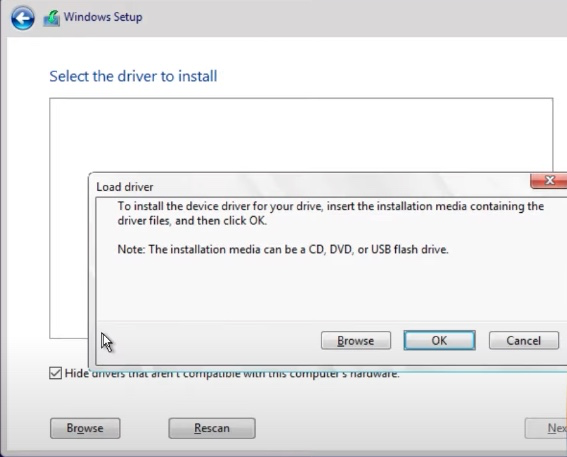 Windows Setup
Select the driver to install
Load driver
To install the device driver for your drive, insert the installation media containing the
driver files, and then click OK.
Note: The installation media can be a CD, DVD, or USB flash drive.
Browse OK Cancel
Hide drivers that aren't compatible with this computer's hardware.
Browse Rescan Nex